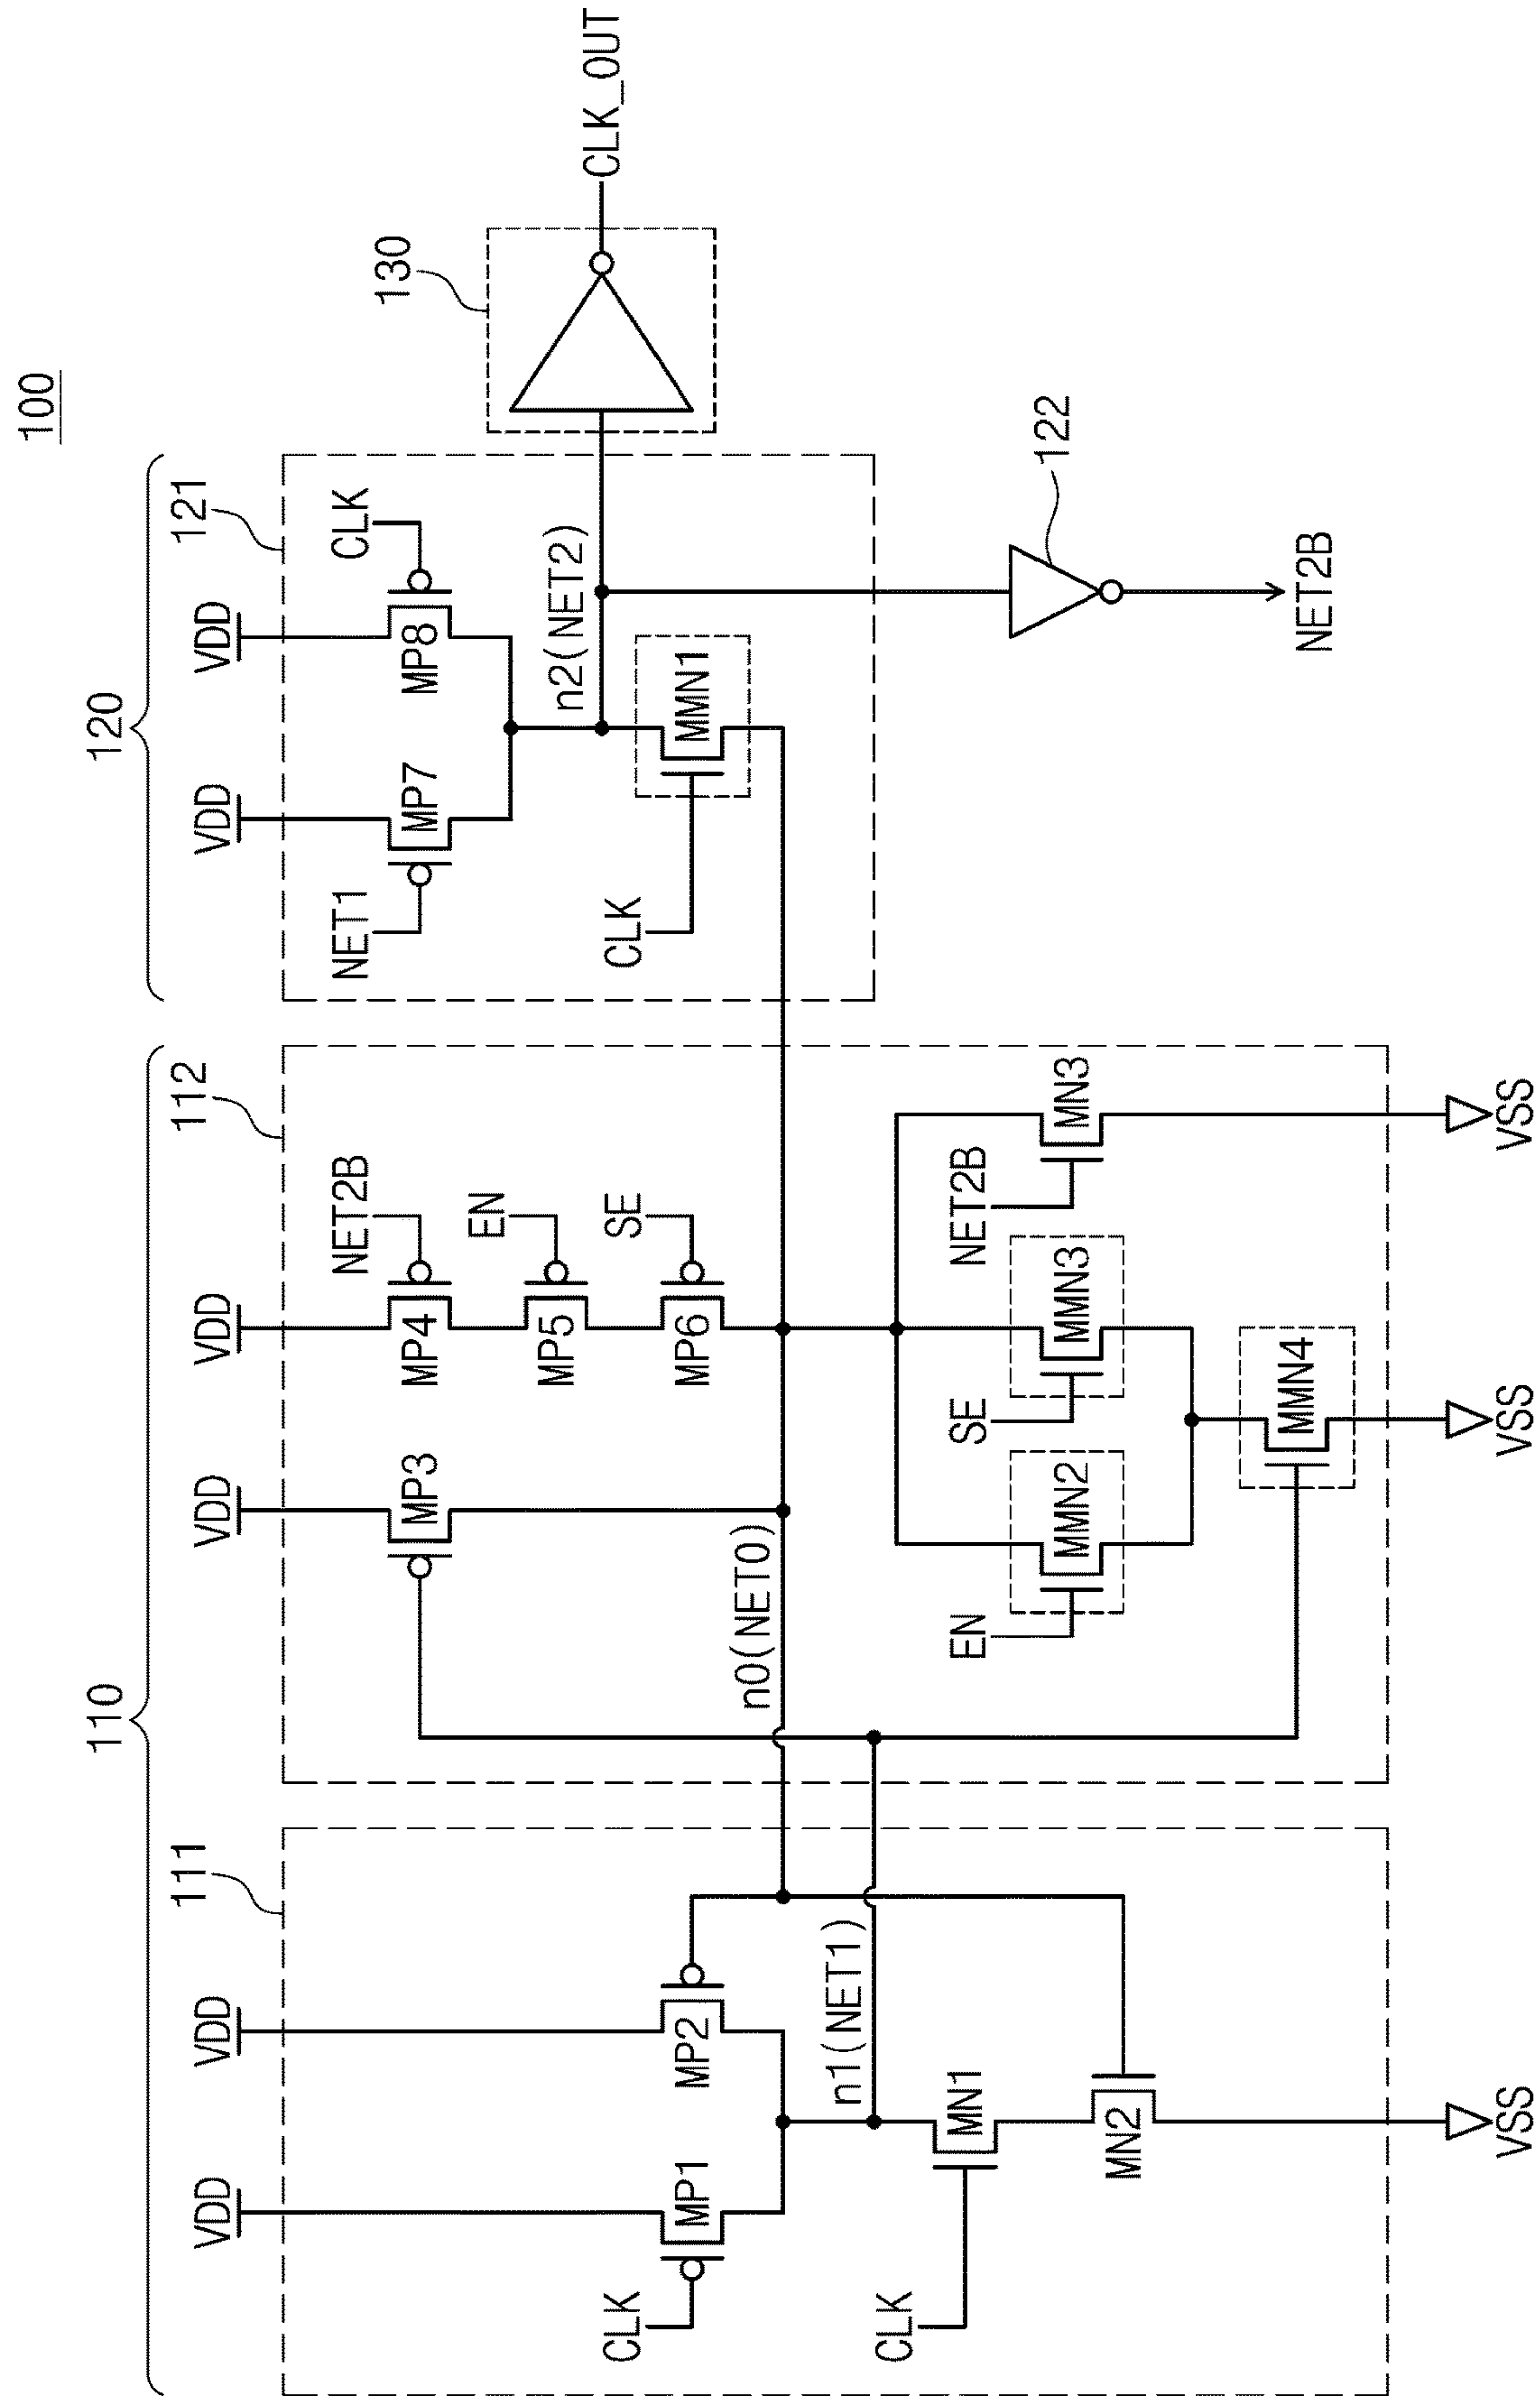 100
110
120
111
112
121
VDD
VDD
VDD
VDD
VDD
VDD
CLK
MP1
MP2
MP3
NET2B
MP4
EN
MP5
SE
MP6
NET1
MP7
MP8
CLK
130
CLK_OUT
n2(NET2)
n0(NET0)
n1(NET1)
CLK
MMN1
CLK
MN1
MN2
EN
MMN2
SE
MMN3
NET2B
MN3
MMN4
122
NET2B
VSS
VSS
VSS